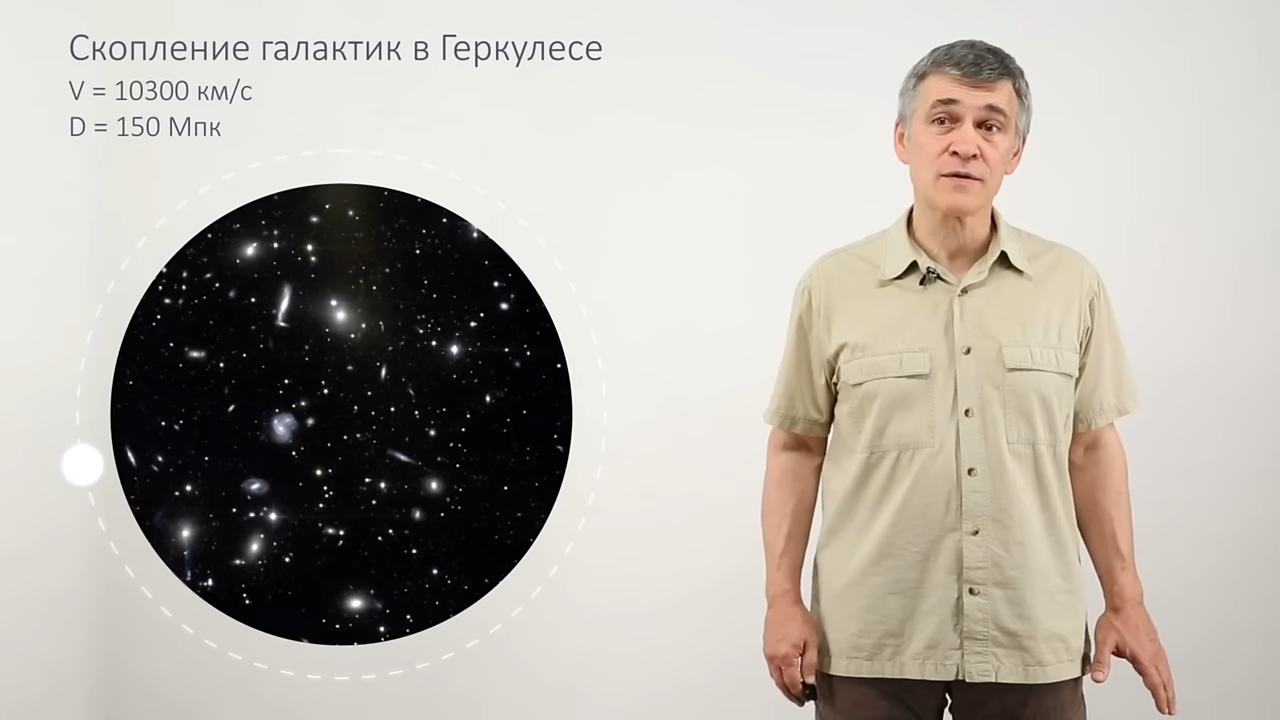 Скопление галактик в Геркулесе
V = 10300 км/с
D = 150 Мпк